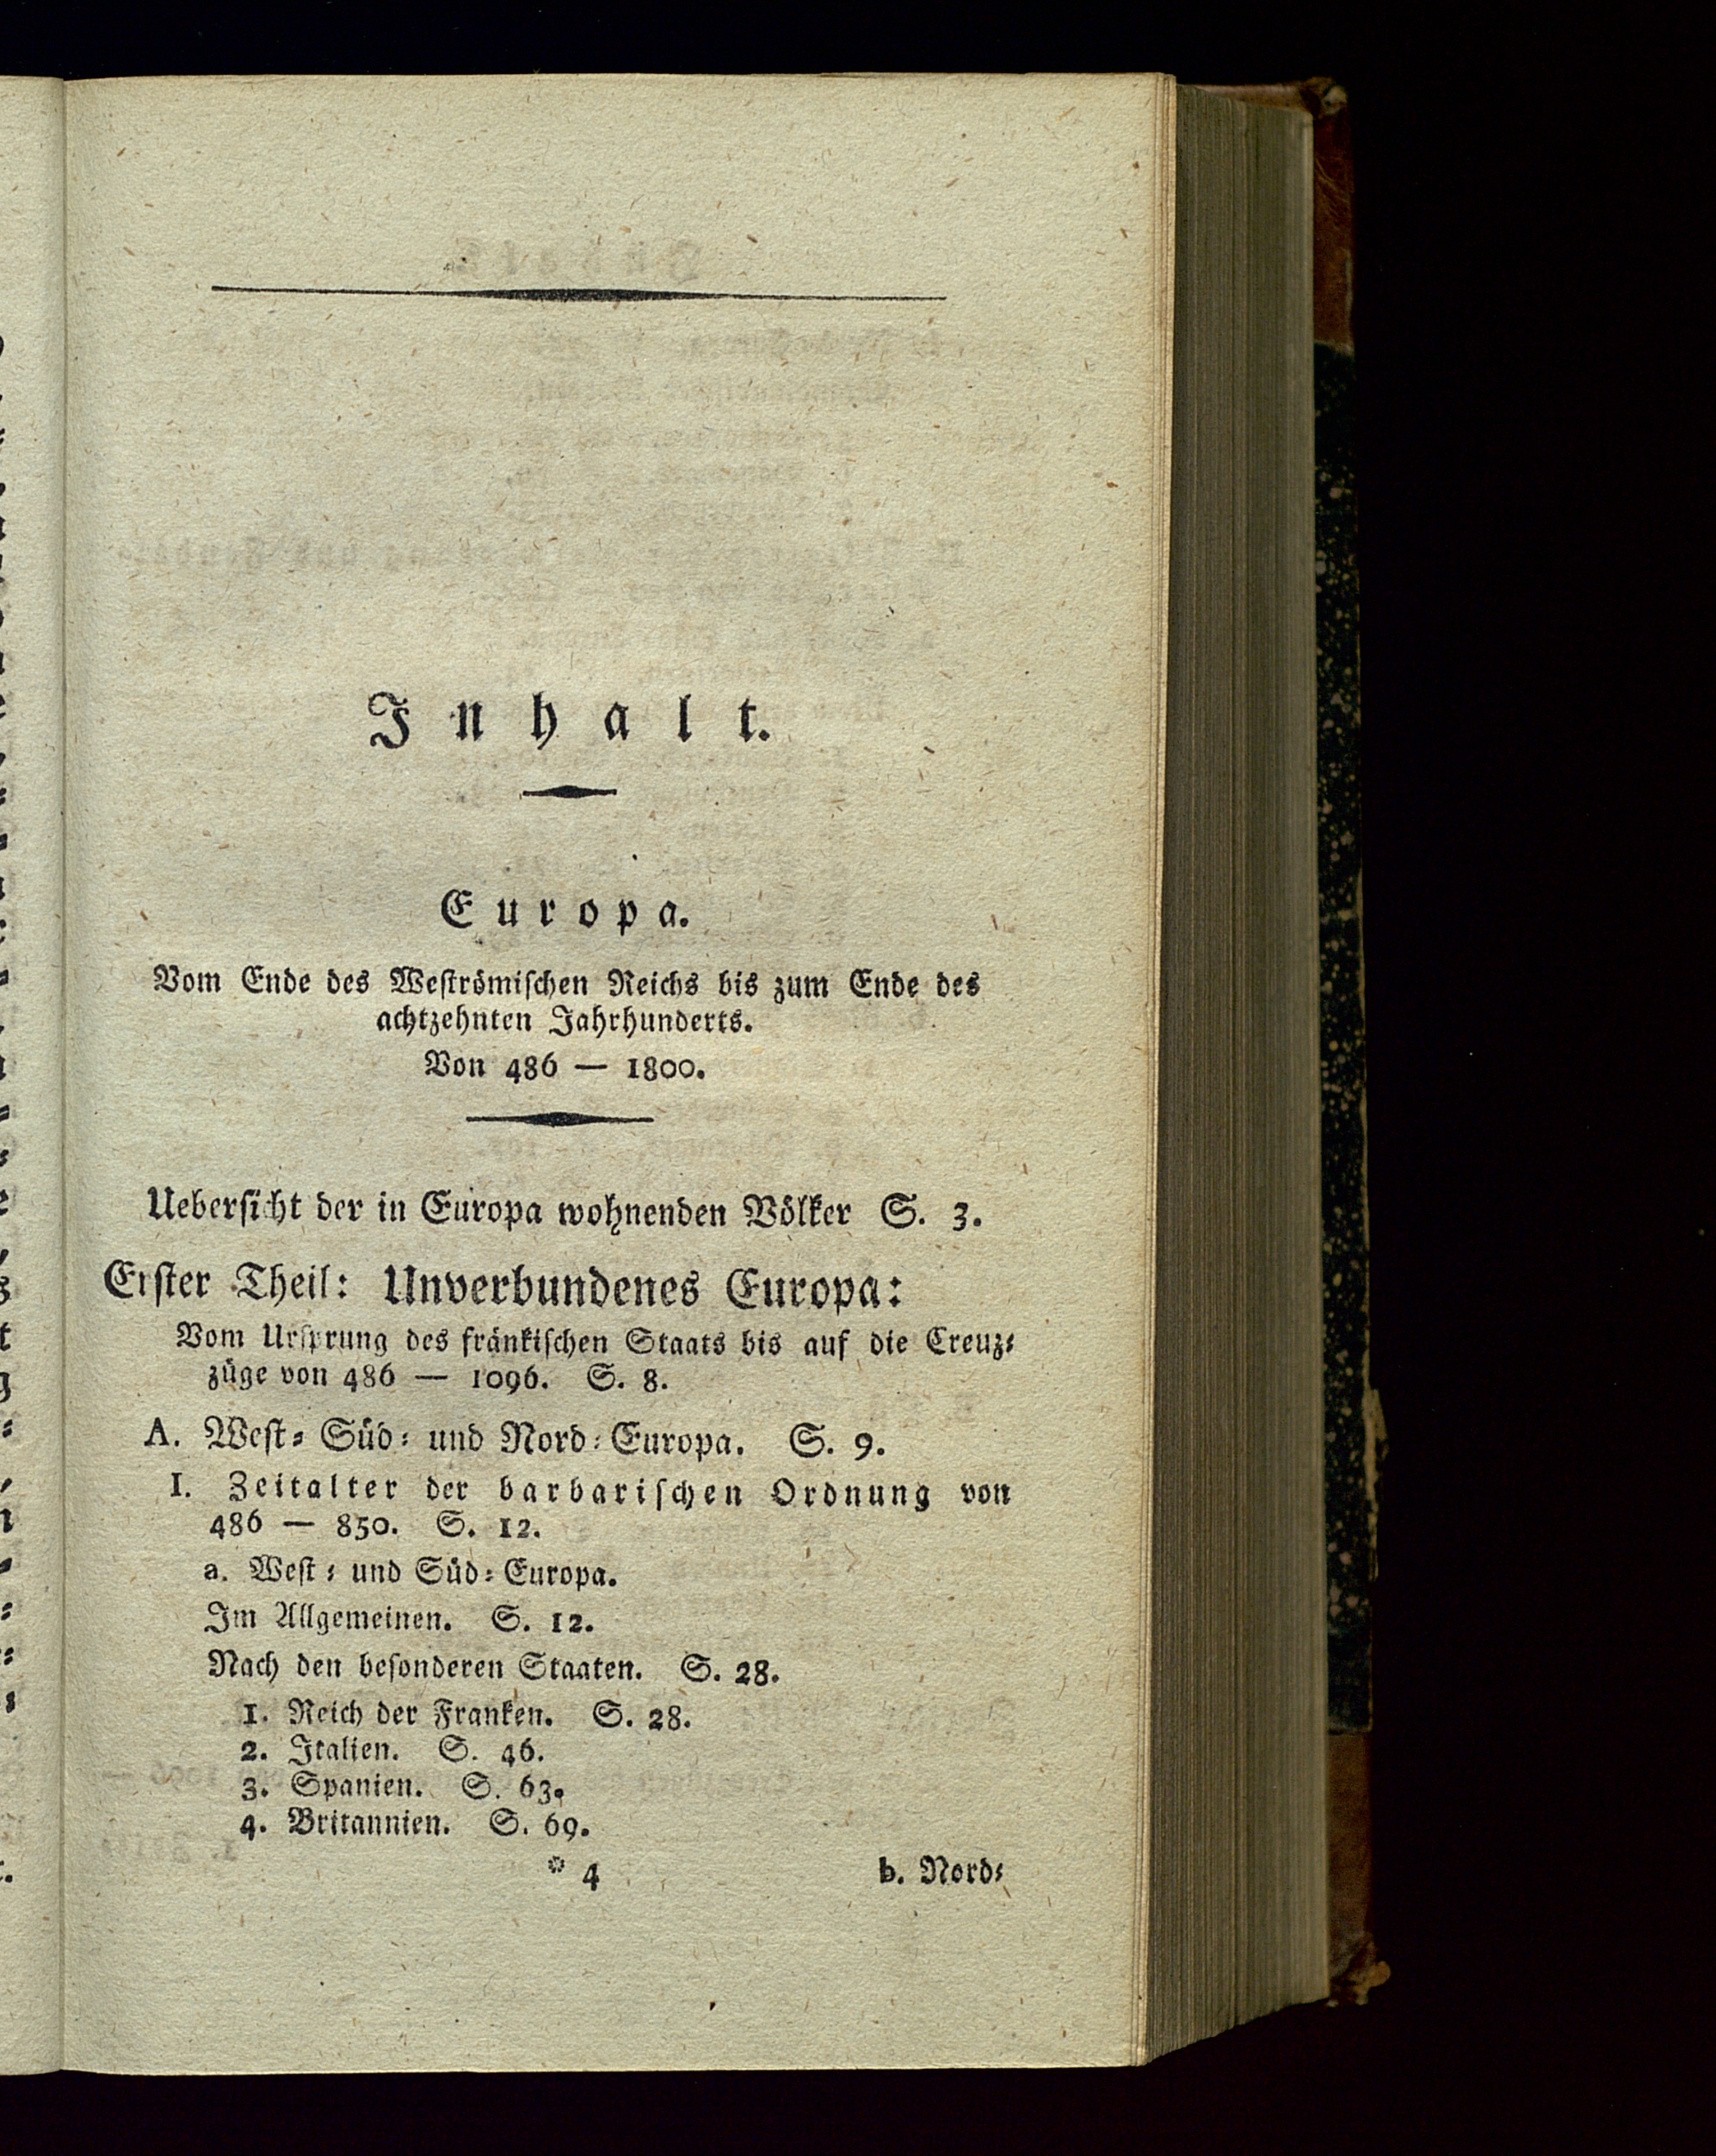 Inhalt.
Europa.
Vom Ende des Weströmischen Reichs bis zum Ende des
achtzehnten Jahrhunderts.
Von 486 — 1800.
Uebersicht der in Europa wohnenden Völker S. 3.
Erster Theil: Unverbundenes Europa:
Vom Ursprung des fränkischen Staats bis auf die Creuz-
züge von 486 — 1096. S. 8.
A. West- Süd- und Nord-Europa. S. 9.
I. Zeitalter der barbarischen Ordnung von
486 — 850. S. 12.
a. West- und Süd-Europa.
Im Allgemeinen. S. 12.
Nach den besonderen Staaten. S. 28.
1. Reich der Franken. S. 28.
2. Italien. S. 46.
3. Spanien. S. 63.
4. Britannien. S. 69.
* 4 b. Nord-